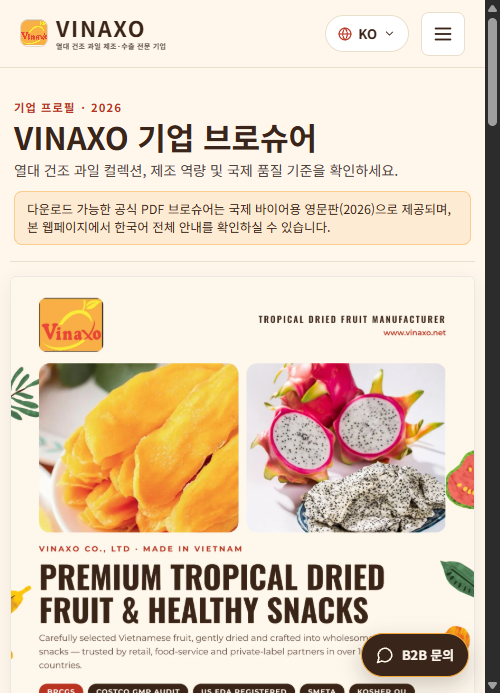 VINAXO
열대 건조 과일 제조·수출 전문 기업
KO
기업 프로필 · 2026
VINAXO 기업 브로슈어
열대 건조 과일 컬렉션, 제조 역량 및 국제 품질 기준을 확인하세요.
다운로드 가능한 공식 PDF 브로슈어는 국제 바이어용 영문판(2026)으로 제공되며,
본 웹페이지에서 한국어 전체 안내를 확인하실 수 있습니다.
Vinaxo
TROPICAL DRIED FRUIT MANUFACTURER
www.vinaxo.net
VINAXO CO., LTD · MADE IN VIETNAM
PREMIUM TROPICAL DRIED
FRUIT & HEALTHY SNACKS
Carefully selected Vietnamese fruit, gently dried and crafted into wholesome
snacks — trusted by retail, food-service and private-label partners in over
countries.
B2B 문의
BRCGS
COSTCO GMP AUDIT
US FDA REGISTERED
SMETA
KOSHER OU